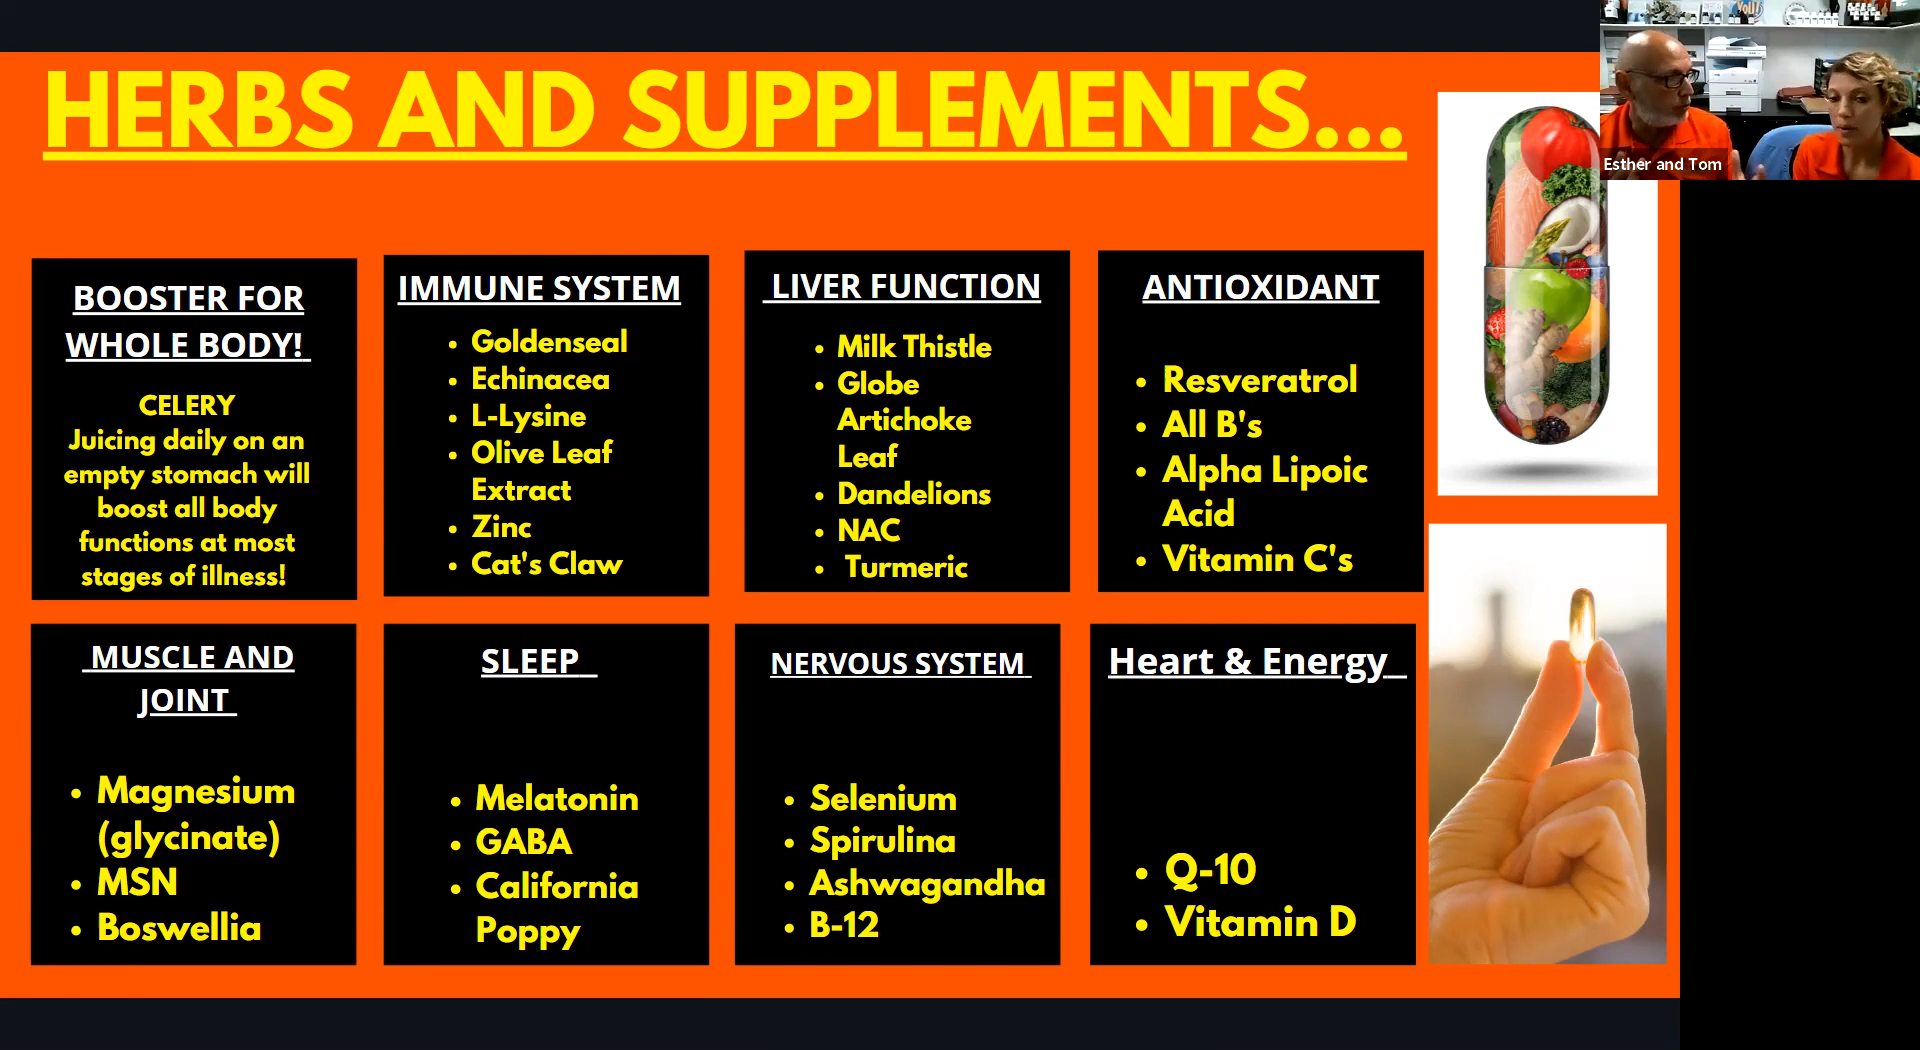 HERBS AND SUPPLEMENTS...
YOU!
Esther and Tom
BOOSTER FOR
WHOLE BODY!
CELERY
Juicing daily on an
empty stomach will
boost all body
functions at most
stages of illness!
IMMUNE SYSTEM
• Goldenseal
• Echinacea
• L-Lysine
• Olive Leaf
Extract
• Zinc
• Cat's Claw
LIVER FUNCTION
• Milk Thistle
• Globe
Artichoke
Leaf
• Dandelions
• NAC
• Turmeric
ANTIOXIDANT
• Resveratrol
• All B's
• Alpha Lipoic
Acid
• Vitamin C's
MUSCLE AND
JOINT
• Magnesium
(glycinate)
• MSN
• Boswellia
SLEEP
• Melatonin
• GABA
• California
Poppy
NERVOUS SYSTEM
• Selenium
• Spirulina
• Ashwagandha
• B-12
Heart & Energy
• Q-10
• Vitamin D